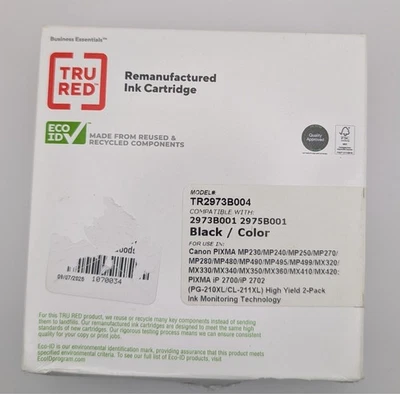 Business Essentials™
TRU
RED™
Remanufactured
Ink Cartridge
ECO
ID
MADE FROM REUSED &
RECYCLED COMPONENTS
Quality
Approved
FSC
MODEL#
TR2973B004
COMPATIBLE WITH:
2973B001 2975B001
Black / Color
FOR USE IN:
Canon PIXMA MP230/MP240/MP250/MP270/
MP280/MP480/MP490/MP495/MP499/MX320/
MX330/MX340/MX350/MX360/MX410/MX420;
PIXMA iP 2700/iP 2702
(PG-210XL/CL-211XL) High Yield 2-Pack
Ink Monitoring Technology
1070034
For this TRU RED product, we reuse or recycle many key components instead of sending
them to landfills. Our remanufactured ink cartridges are designed to meet the same high
standards of new cartridges. Our rigorous testing process means we can ensure consistent
quality for your copy or print jobs.
Eco-ID is our environmental identification mark, providing assurance that this product meets
specified environmental criteria. To see our full list of Eco-ID products, visit
EcoIDprogram.com